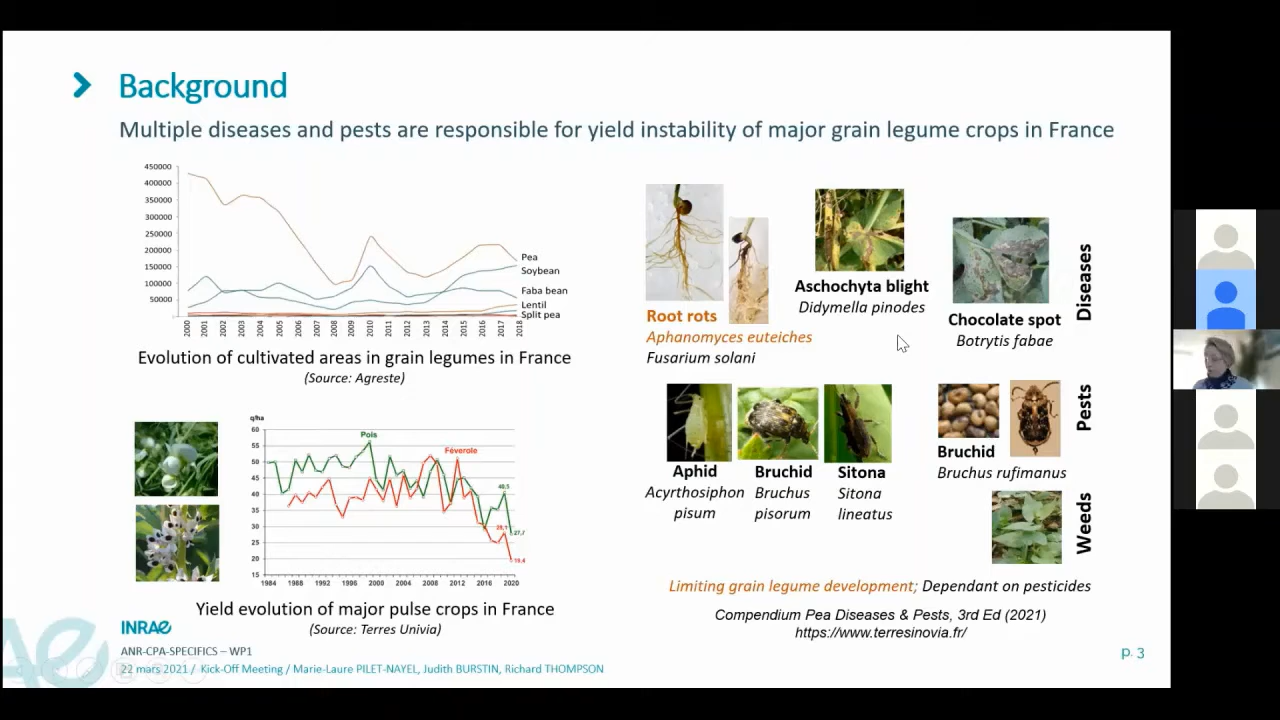 Background
Multiple diseases and pests are responsible for yield instability of major grain legume crops in France
450000
400000
350000
300000
250000
200000
150000
100000
50000
Pea
Soybean
Faba bean
Lentil
Split pea
2000
2001
2002
2003
2004
2005
2006
2007
2008
2009
2010
2011
2012
2013
2014
2015
2016
2017
2018
Evolution of cultivated areas in grain legumes in France
(Source: Agreste)
q/ha
60
55
50
45
40
35
30
25
20
15
Pois
Féverole
40,5
27,7
19,4
1984
1988
1992
1996
2000
2004
2008
2012
2016
2020
Yield evolution of major pulse crops in France
(Source: Terres Univia)
Root rots
Aphanomyces euteiches
Fusarium solani
Aschochyta blight
Didymella pinodes
Chocolate spot
Botrytis fabae
Diseases
Aphid
Acyrthosiphon
pisum
Bruchid
Bruchus
pisorum
Sitona
Sitona
lineatus
Bruchid
Bruchus rufimanus
Pests
Weeds
Limiting grain legume development; Dependant on pesticides
Compendium Pea Diseases & Pests, 3rd Ed (2021)
https://www.terresinovia.fr/
INRAE
ANR-CPA-SPECIFICS – WP1
22 mars 2021 / Kick-Off Meeting / Marie-Laure PILET-NAYEL, Judith BURSTIN, Richard THOMPSON
p. 3